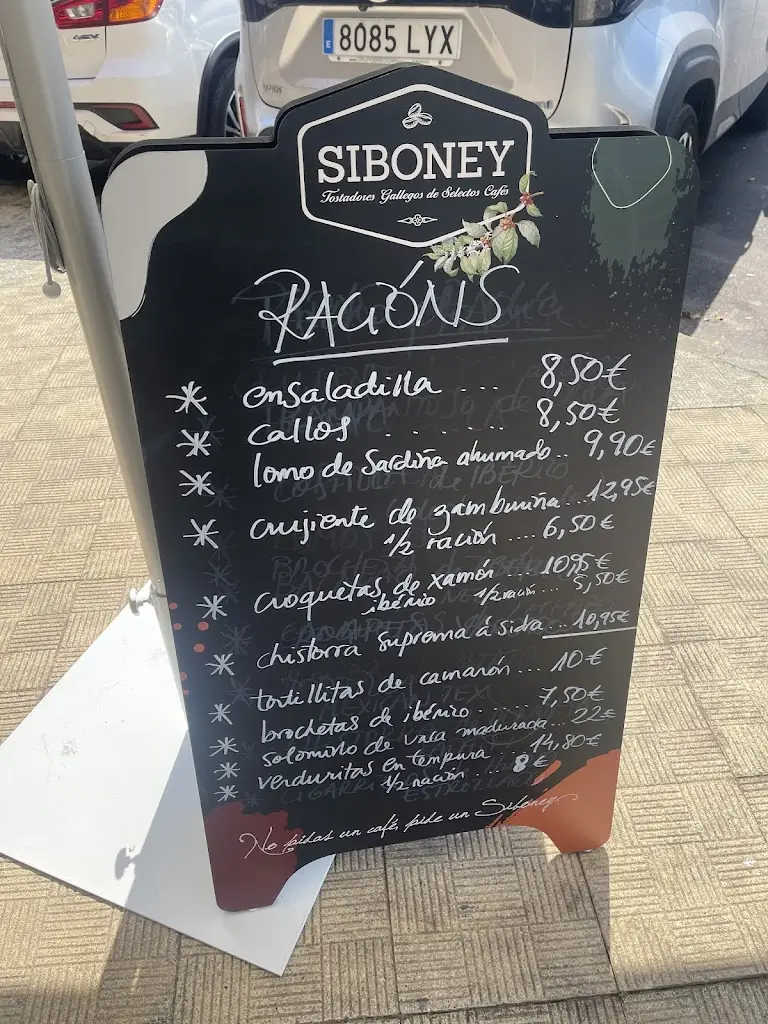 8085 LYX
SIBONEY
Tostadores Gallegos de Selectos Cafés
RACIÓNS
* ensaladilla ... 8,50€
* callos ........ 8,50€
* lomo de Sardiña ahumado.. 9,90€
* crujiente de zamburiña ...12,95€
1/2 ración .... 6,50€
* croquetas de xamón ... 10,95€
ibérico 1/2 ración ... 5,50€
* chistorra suprema á sidra ... 10,95€
* tortillitas de camarón ... 10€
* brochetas de ibérico ....... 7,50€
* solomillo de vaca madurada ... 22€
* verduritas en tempura ... 14,80€
1/2 ración ... 8€
No pidas un café, pide un Siboney